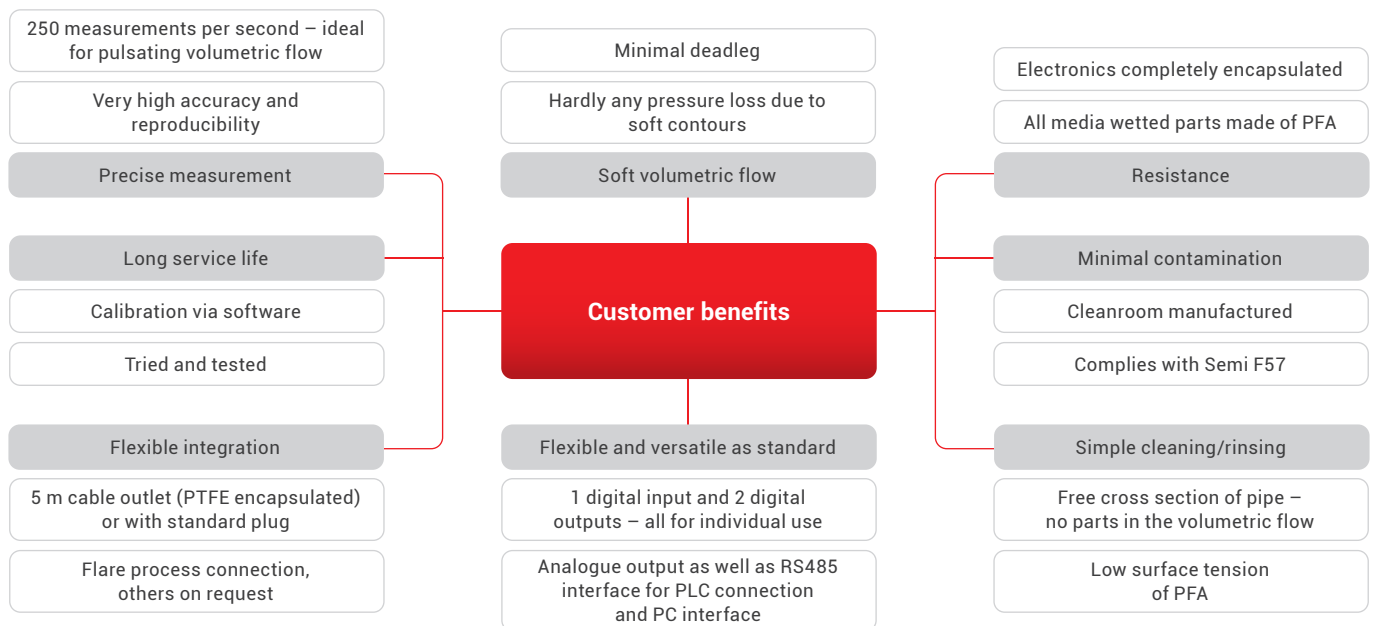 250 measurements per second – ideal
for pulsating volumetric flow
Very high accuracy and
reproducibility
Precise measurement
Long service life
Calibration via software
Tried and tested
Flexible integration
5 m cable outlet (PTFE encapsulated)
or with standard plug
Flare process connection,
others on request
Minimal deadleg
Hardly any pressure loss due to
soft contours
Soft volumetric flow
Customer benefits
Flexible and versatile as standard
1 digital input and 2 digital
outputs – all for individual use
Analogue output as well as RS485
interface for PLC connection
and PC interface
Electronics completely encapsulated
All media wetted parts made of PFA
Resistance
Minimal contamination
Cleanroom manufactured
Complies with Semi F57
Simple cleaning/rinsing
Free cross section of pipe –
no parts in the volumetric flow
Low surface tension
of PFA